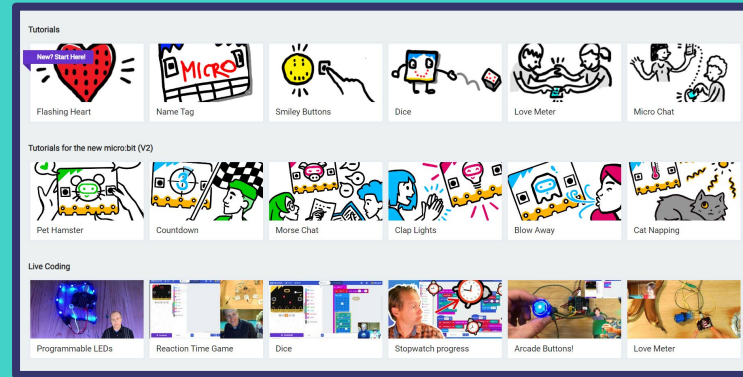 Tutorials
New? Start Here!
MICRO
Flashing Heart
Name Tag
Smiley Buttons
Dice
Love Meter
Micro Chat
Tutorials for the new micro:bit (V2)
3
Pet Hamster
Countdown
Morse Chat
Clap Lights
Blow Away
Cat Napping
Live Coding
Programmable LEDs
Reaction Time Game
Dice
Stopwatch progress
Arcade Buttons!
Love Meter